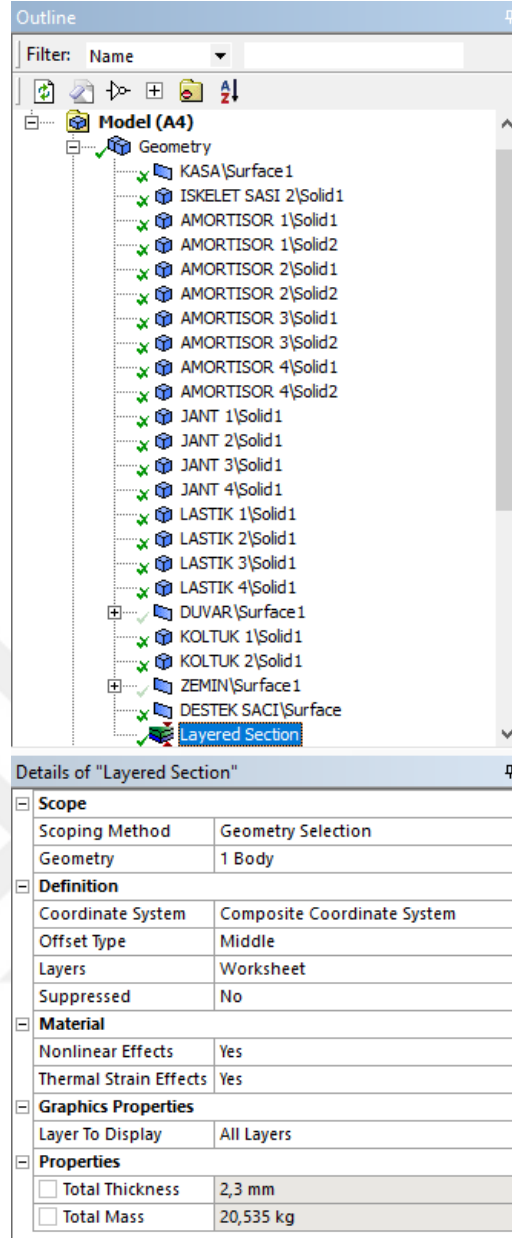 Outline
Filter: Name
Model (A4)
Geometry
KASA\Surface1
ISKELET SASI 2\Solid1
AMORTISOR 1\Solid1
AMORTISOR 1\Solid2
AMORTISOR 2\Solid1
AMORTISOR 2\Solid2
AMORTISOR 3\Solid1
AMORTISOR 3\Solid2
AMORTISOR 4\Solid1
AMORTISOR 4\Solid2
JANT 1\Solid1
JANT 2\Solid1
JANT 3\Solid1
JANT 4\Solid1
LASTIK 1\Solid1
LASTIK 2\Solid1
LASTIK 3\Solid1
LASTIK 4\Solid1
DUVAR\Surface1
KOLTUK 1\Solid1
KOLTUK 2\Solid1
ZEMIN\Surface1
DESTEK SACI\Surface
Layered Section
Details of "Layered Section"
Scope
Scoping Method Geometry Selection
Geometry 1 Body
Definition
Coordinate System Composite Coordinate System
Offset Type Middle
Layers Worksheet
Suppressed No
Material
Nonlinear Effects Yes
Thermal Strain Effects Yes
Graphics Properties
Layer To Display All Layers
Properties
Total Thickness 2,3 mm
Total Mass 20,535 kg